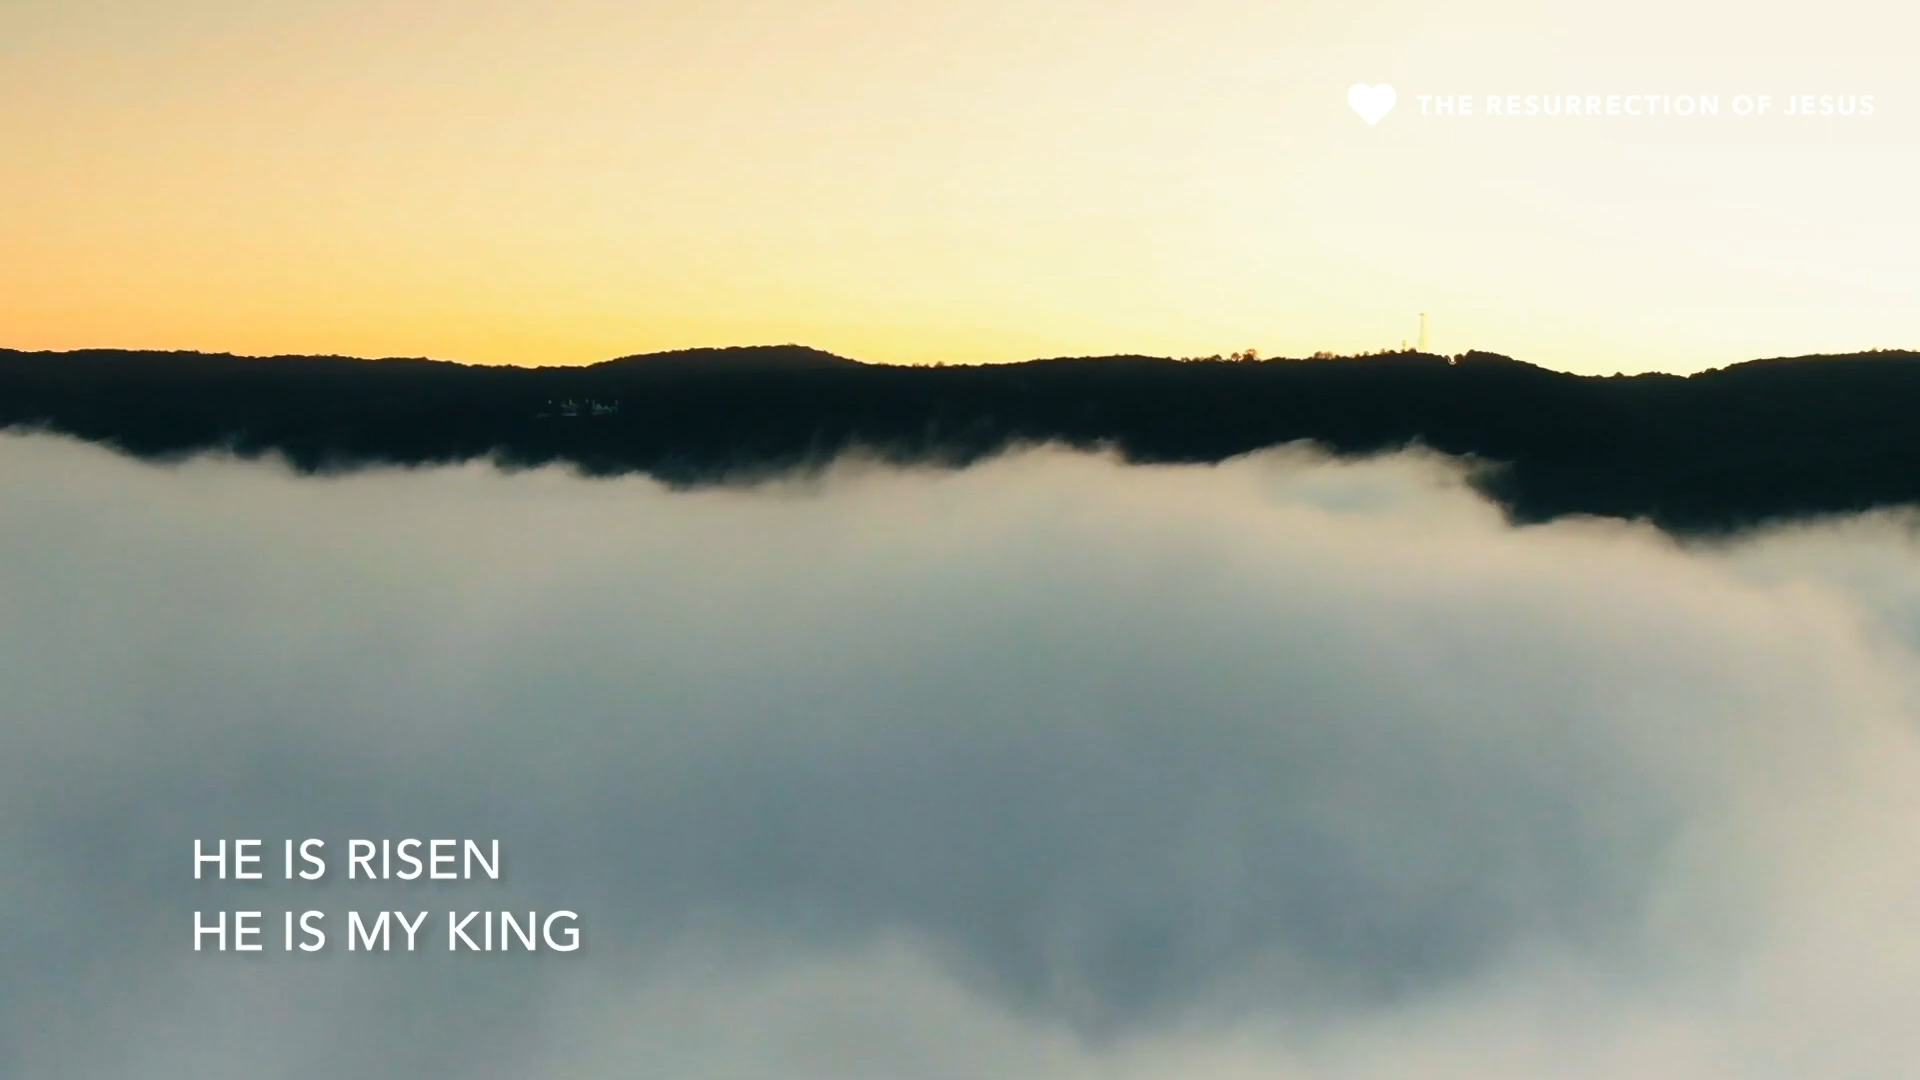 THE RESURRECTION OF JESUS
HE IS RISEN
HE IS MY KING